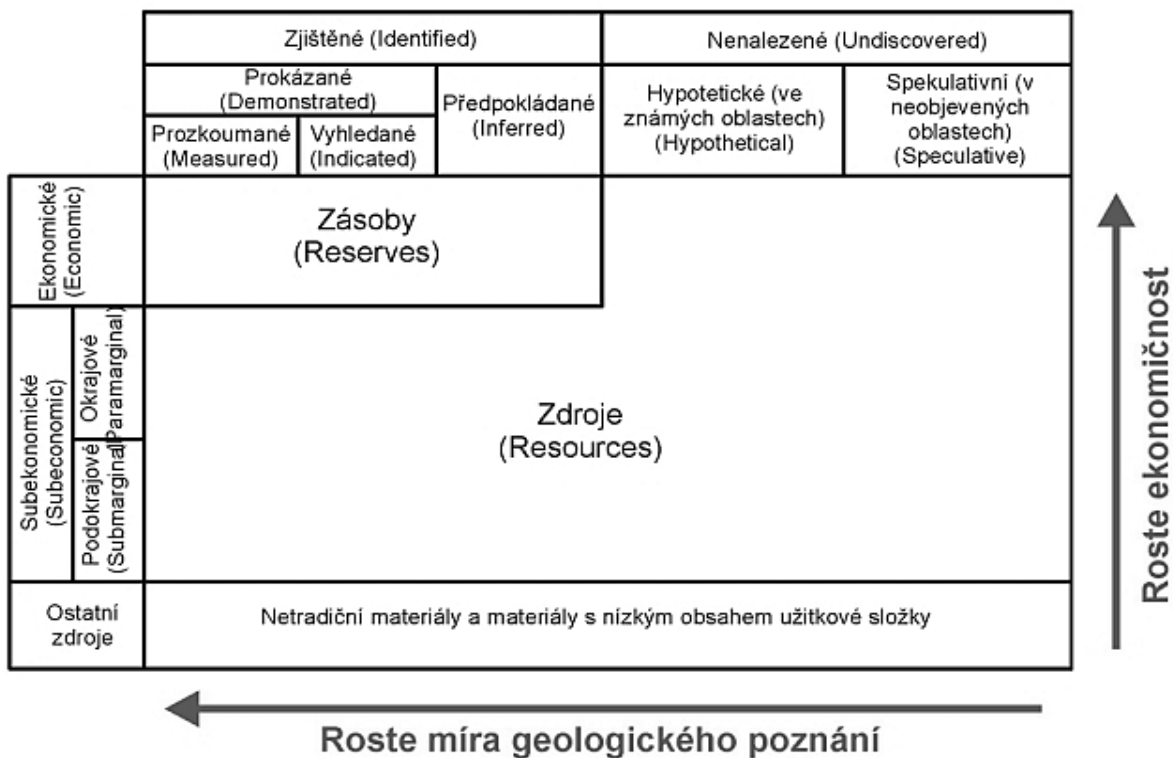 Zjištěné (Identified)
Nenalezené (Undiscovered)
Prokázané
(Demonstrated)
Předpokládané
(Inferred)
Hypotetické (ve
známých oblastech)
(Hypothetical)
Spekulativní (v
neobjevených
oblastech)
(Speculative)
Prozkoumané
(Measured)
Vyhledané
(Indicated)
Ekonomické
(Economic)
Zásoby
(Reserves)
Subekonomické
(Subeconomic)
Okrajové
(Paramarginal)
Podokrajové
(Submarginal)
Zdroje
(Resources)
Ostatní
zdroje
Netradiční materiály a materiály s nízkým obsahem užitkové složky
Roste ekonomičnost
Roste míra geologického poznání